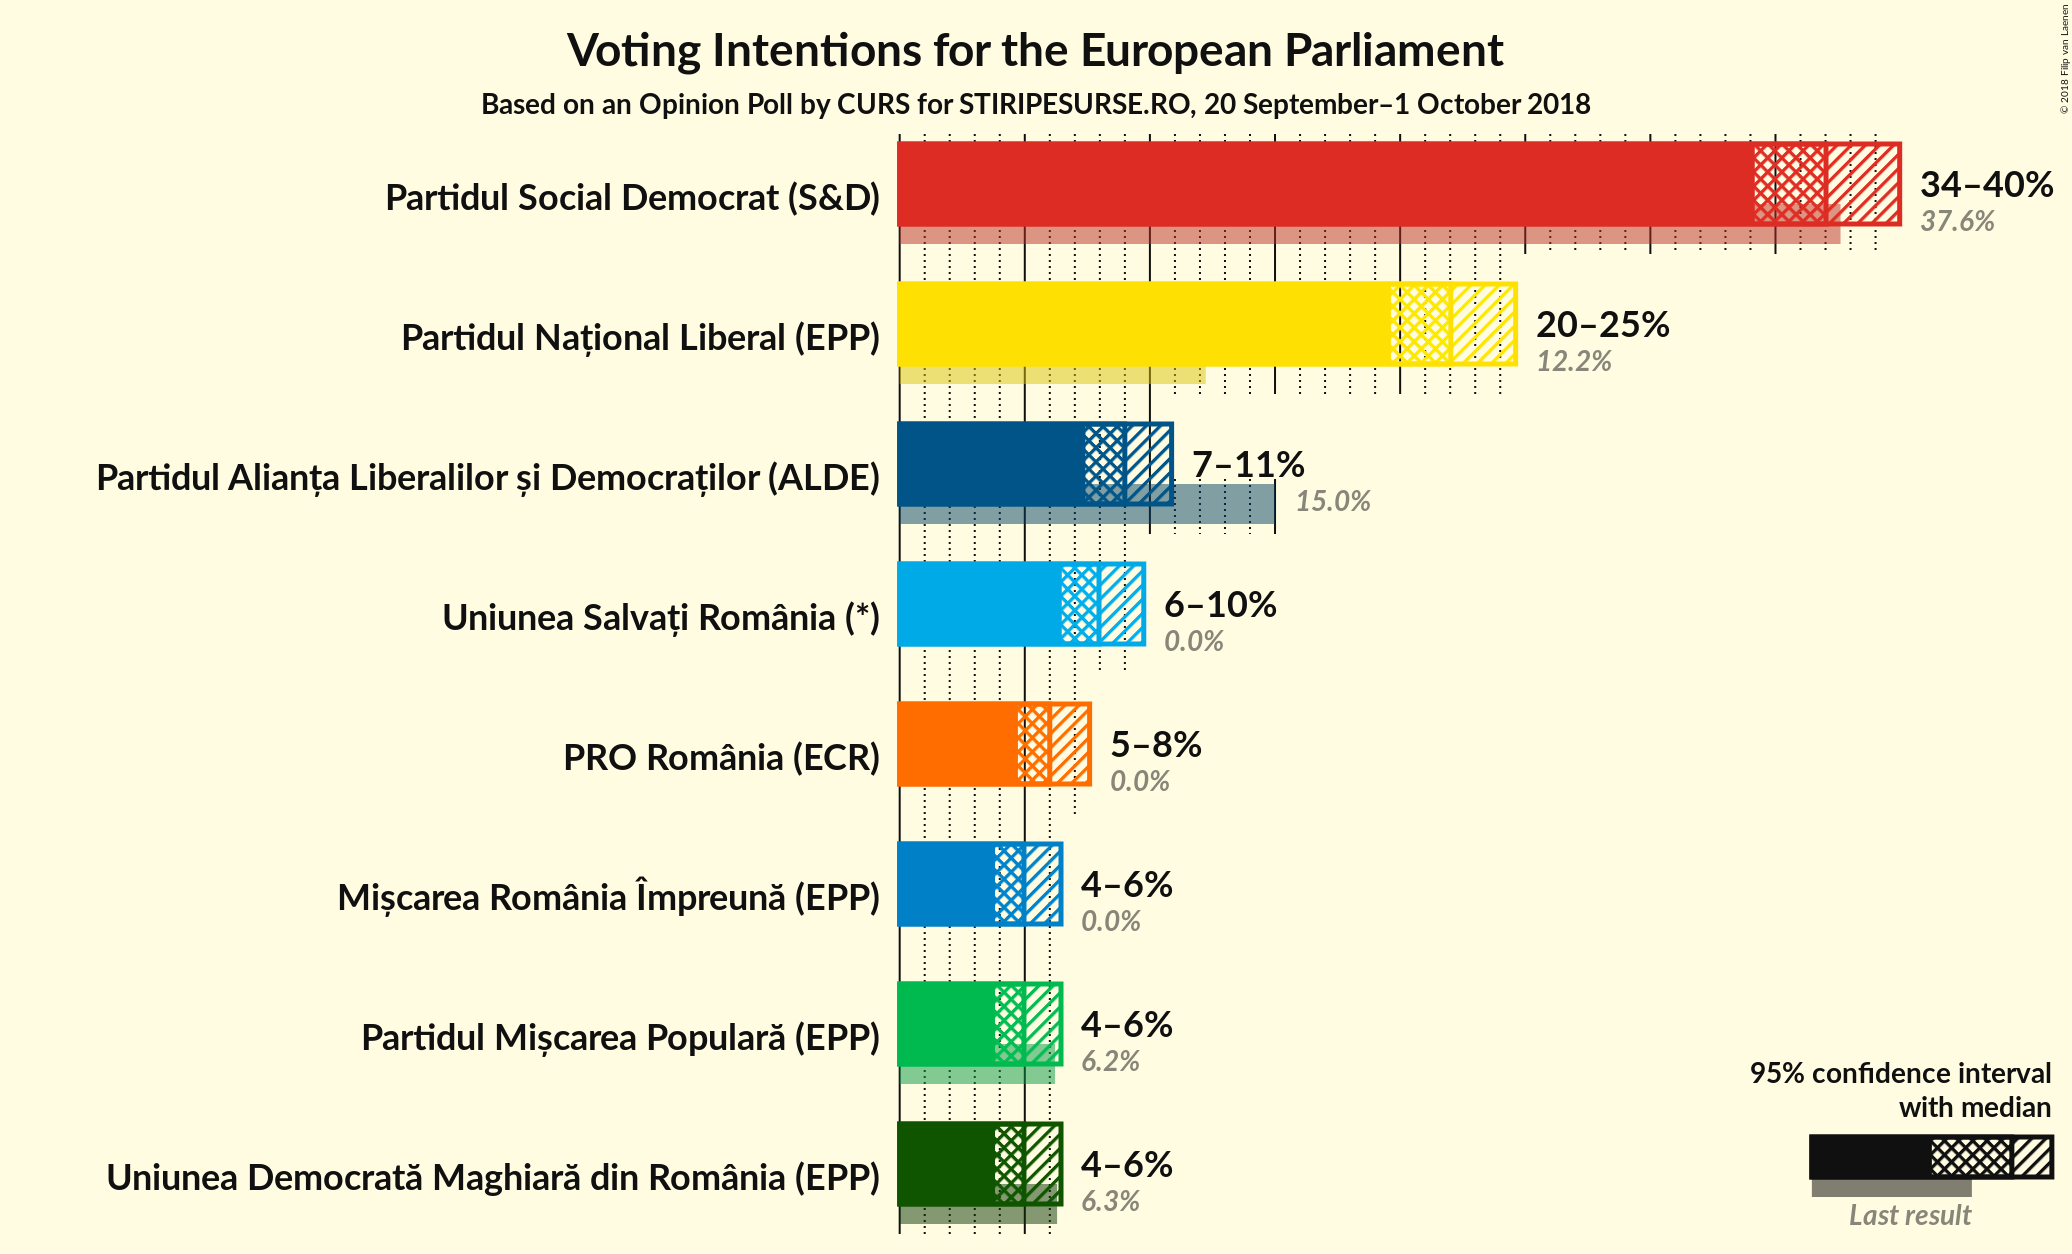 Voting Intentions for the European Parliament
Based on an Opinion Poll by CURS for STIRIPESURSE.RO, 20 September–1 October 2018
© 2018 Filip van Laenen
Partidul Social Democrat (S&D)
34–40%
37.6%
Partidul Național Liberal (EPP)
20–25%
12.2%
Partidul Alianța Liberalilor și Democraților (ALDE)
7–11%
15.0%
Uniunea Salvați România (*)
6–10%
0.0%
PRO România (ECR)
5–8%
0.0%
Mișcarea România Împreună (EPP)
4–6%
0.0%
Partidul Mișcarea Populară (EPP)
4–6%
6.2%
Uniunea Democrată Maghiară din România (EPP)
4–6%
6.3%
95% confidence interval
with median
Last result